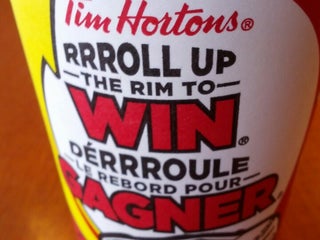 Tim Hortons®
RRROLL UP
THE RIM TO
WIN®
DÉRRROULE
LE REBORD POUR
GAGNER